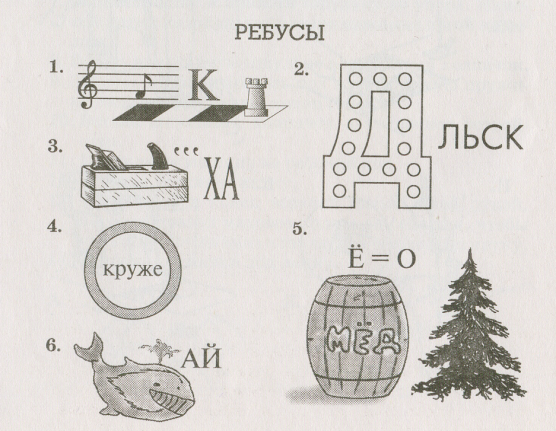 РЕБУСЫ
1.
К
2.
Д ЛЬСК
3.
‘‘‘ ХА
4.
круже
5.
Ё = О
МЁД
6.
АЙ